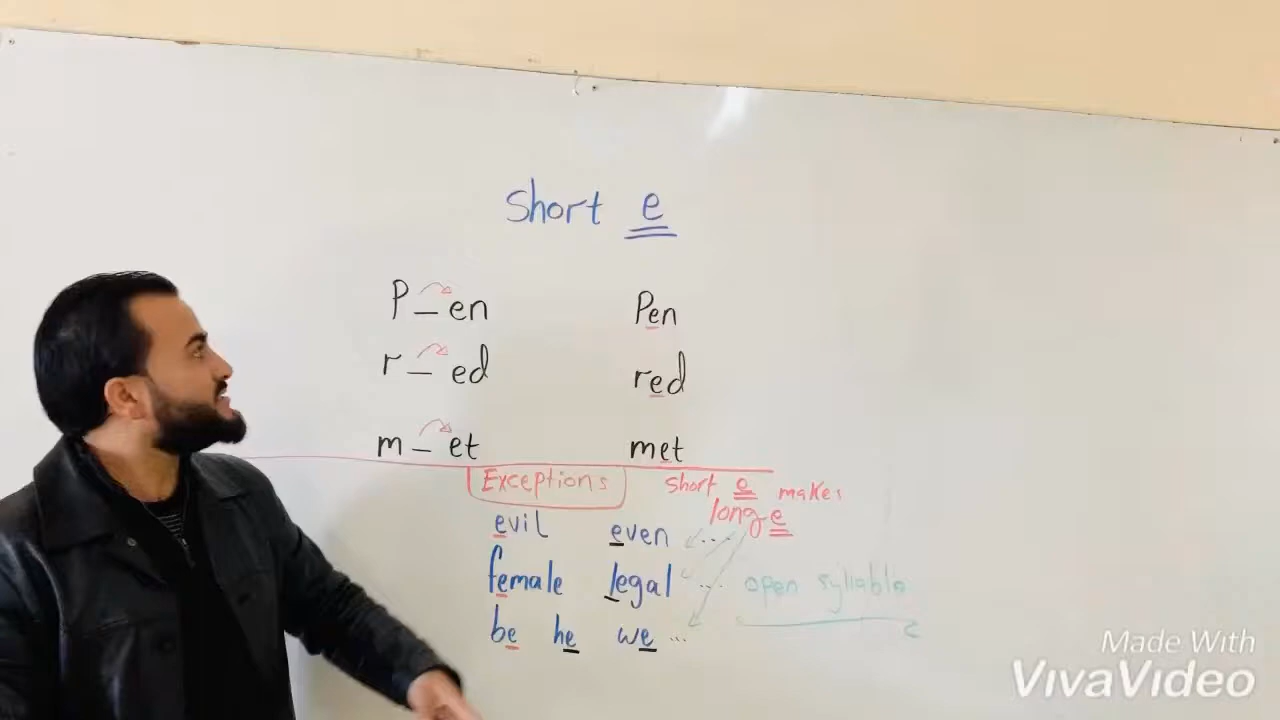 short e
P_en Pen
r_ed red
m_et met
Exceptions short e makes
long e
evil even ...
female legal ... open syllable
be he we ...
Made With
VivaVideo